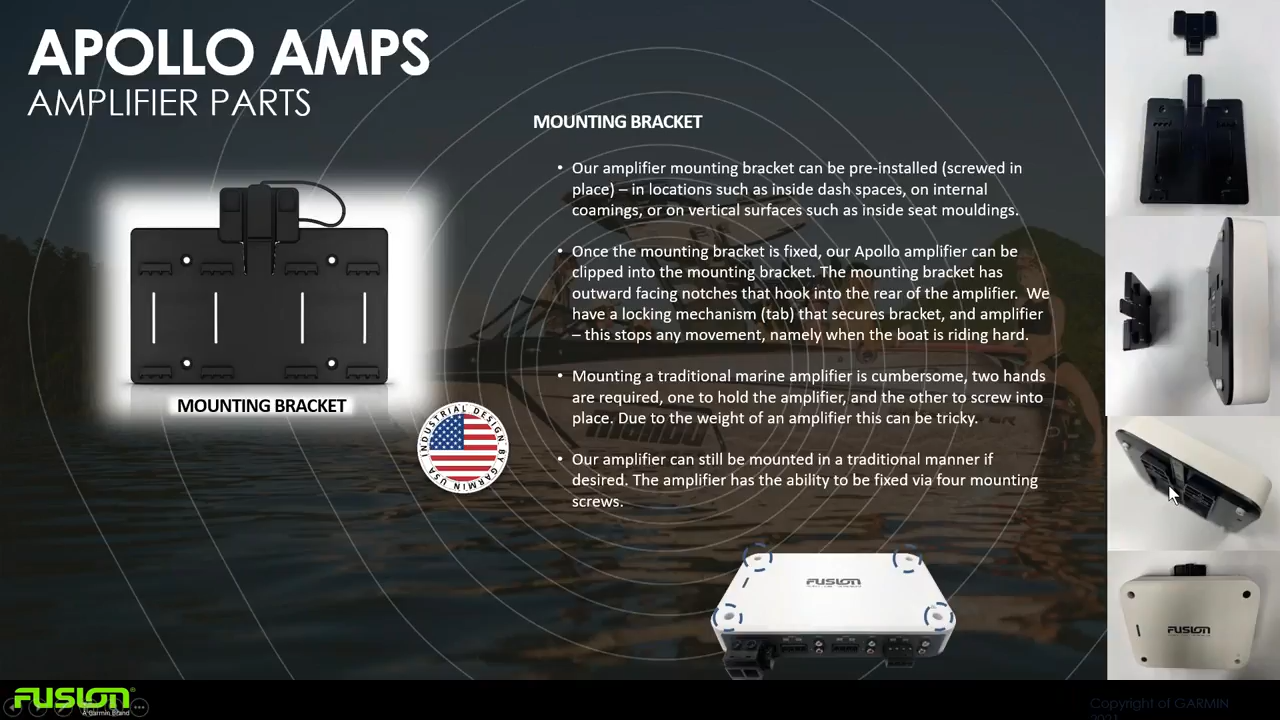 APOLLO AMPS
AMPLIFIER PARTS
MOUNTING BRACKET
• Our amplifier mounting bracket can be pre-installed (screwed in
place) – in locations such as inside dash spaces, on internal
coamings, or on vertical surfaces such as inside seat mouldings.
• Once the mounting bracket is fixed, our Apollo amplifier can be
clipped into the mounting bracket. The mounting bracket has
outward facing notches that hook into the rear of the amplifier. We
have a locking mechanism (tab) that secures bracket, and amplifier
– this stops any movement, namely when the boat is riding hard.
• Mounting a traditional marine amplifier is cumbersome, two hands
are required, one to hold the amplifier, and the other to screw into
place. Due to the weight of an amplifier this can be tricky.
• Our amplifier can still be mounted in a traditional manner if
desired. The amplifier has the ability to be fixed via four mounting
screws.
MOUNTING BRACKET
INDUSTRIAL DESIGN BY GARMIN USA
malibu
FUSION
FUSION
FUSION
A Garmin Brand
Copyright of GARMIN
2021